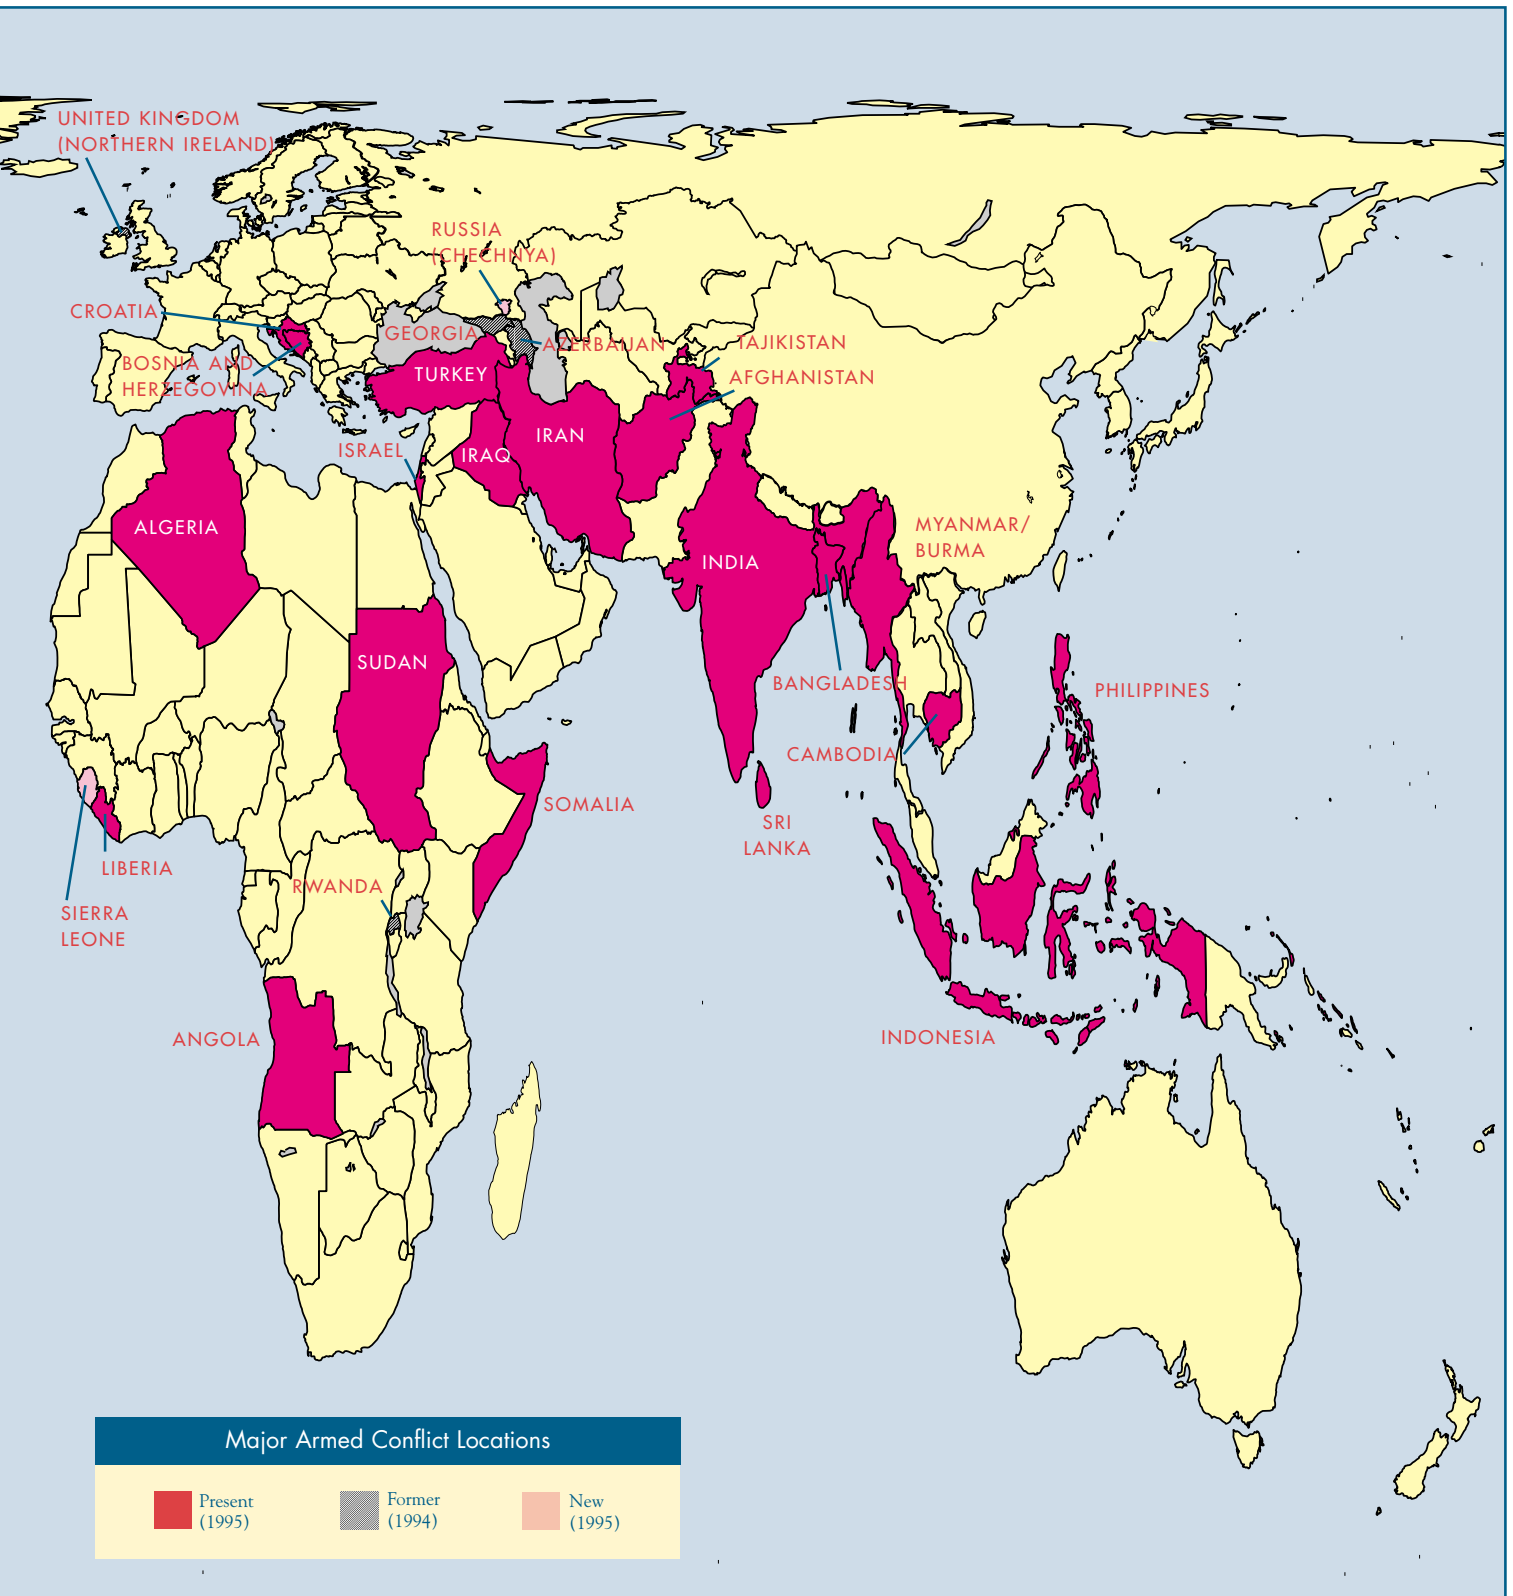 UNITED KINGDOM
(NORTHERN IRELAND)
RUSSIA
(CHECHNYA)
CROATIA
GEORGIA
AZERBAIJAN
TAJIKISTAN
BOSNIA AND
HERZEGOVINA
TURKEY
AFGHANISTAN
ISRAEL
IRAQ
IRAN
ALGERIA
MYANMAR/
BURMA
INDIA
SUDAN
BANGLADESH
PHILIPPINES
CAMBODIA
SOMALIA
SRI
LANKA
LIBERIA
RWANDA
SIERRA
LEONE
ANGOLA
INDONESIA
Major Armed Conflict Locations
Present
(1995)
Former
(1994)
New
(1995)